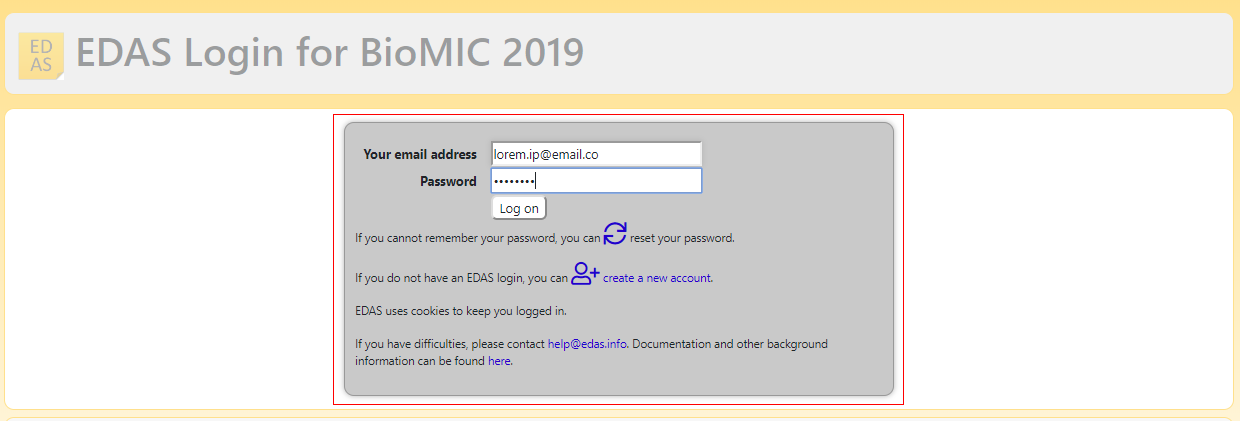 ED
AS
EDAS Login for BioMIC 2019
Your email address lorem.ip@email.co
Password ••••••••
Log on
If you cannot remember your password, you can reset your password.
If you do not have an EDAS login, you can create a new account.
EDAS uses cookies to keep you logged in.
If you have difficulties, please contact help@edas.info. Documentation and other background
information can be found here.